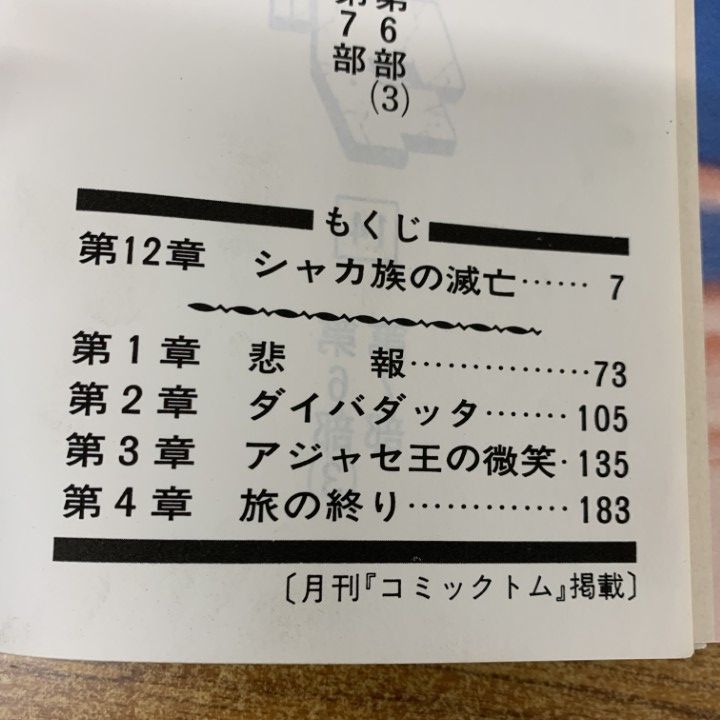 第6部(3)
第7部
もくじ
第12章 シャカ族の滅亡…… 7
第1章 悲報……………73
第2章 ダイバダッタ……105
第3章 アジャセ王の微笑・135
第4章 旅の終り…………183
〔月刊『コミックトム』掲載〕